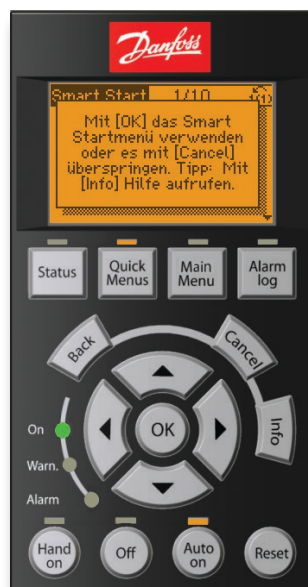 Danfoss
Smart Start 1/10 1(1)
Mit [OK] das Smart
Startmenü verwenden
oder es mit [Cancel]
überspringen. Tipp: Mit
[Info] Hilfe aufrufen.
Status
Quick
Menus
Main
Menu
Alarm
log
Back
Cancel
Info
OK
On
Warn.
Alarm
Hand
on
Off
Auto
on
Reset